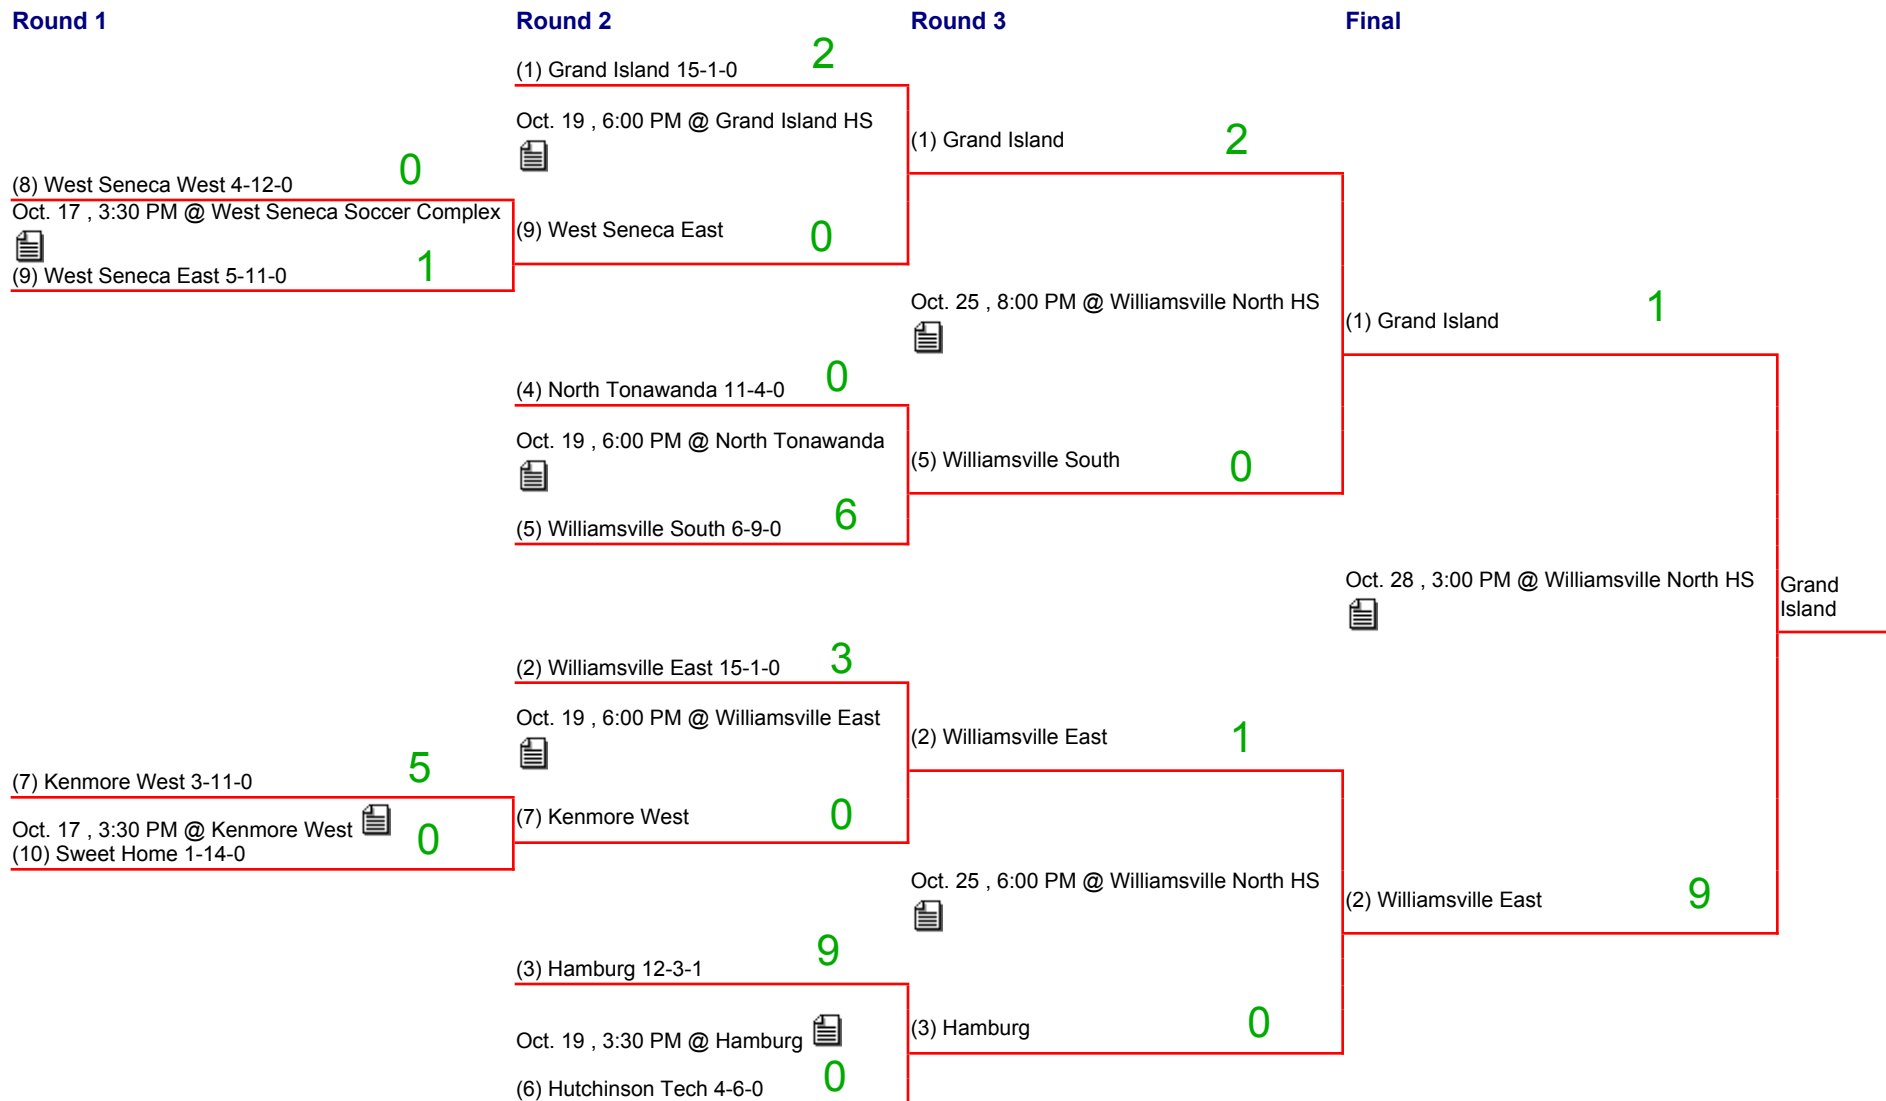 Round 1
Round 2
Round 3
Final
(1) Grand Island 15-1-0
2
Oct. 19 , 6:00 PM @ Grand Island HS
(1) Grand Island
2
(8) West Seneca West 4-12-0
0
Oct. 17 , 3:30 PM @ West Seneca Soccer Complex
(9) West Seneca East
0
(9) West Seneca East 5-11-0
1
Oct. 25 , 8:00 PM @ Williamsville North HS
(1) Grand Island
1
(4) North Tonawanda 11-4-0
0
Oct. 19 , 6:00 PM @ North Tonawanda
(5) Williamsville South
0
(5) Williamsville South 6-9-0
6
Oct. 28 , 3:00 PM @ Williamsville North HS
Grand
Island
(2) Williamsville East 15-1-0
3
Oct. 19 , 6:00 PM @ Williamsville East
(2) Williamsville East
1
(7) Kenmore West 3-11-0
5
(7) Kenmore West
0
Oct. 17 , 3:30 PM @ Kenmore West
(10) Sweet Home 1-14-0
0
Oct. 25 , 6:00 PM @ Williamsville North HS
(2) Williamsville East
9
(3) Hamburg 12-3-1
9
Oct. 19 , 3:30 PM @ Hamburg
(3) Hamburg
0
(6) Hutchinson Tech 4-6-0
0